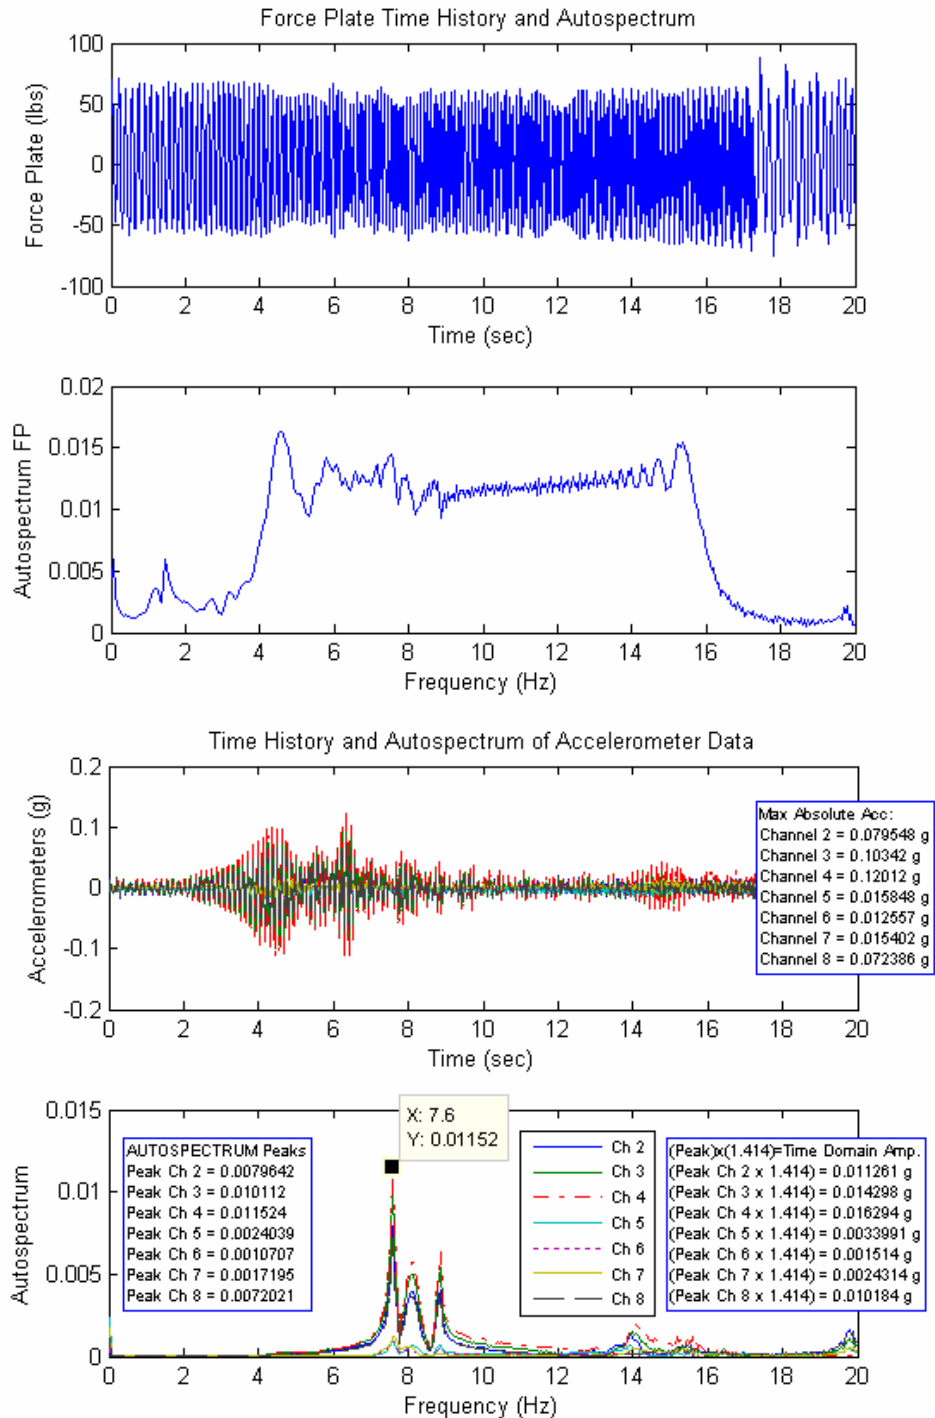 Force Plate Time History and Autospectrum
100
50
0
-50
-100
Force Plate (lbs)
0 2 4 6 8 10 12 14 16 18 20
Time (sec)
0.02
0.015
0.01
0.005
0
Autospectrum FP
0 2 4 6 8 10 12 14 16 18 20
Frequency (Hz)
Time History and Autospectrum of Accelerometer Data
0.2
0.1
0
-0.1
-0.2
Accelerometers (g)
Max Absolute Acc:
Channel 2 = 0.079548 g
Channel 3 = 0.10342 g
Channel 4 = 0.12012 g
Channel 5 = 0.015848 g
Channel 6 = 0.012557 g
Channel 7 = 0.015402 g
Channel 8 = 0.072386 g
0 2 4 6 8 10 12 14 16 18 20
Time (sec)
0.015
0.01
0.005
0
Autospectrum
X: 7.6
Y: 0.01152
AUTOSPECTRUM Peaks
Peak Ch 2 = 0.0079642
Peak Ch 3 = 0.010112
Peak Ch 4 = 0.011524
Peak Ch 5 = 0.0024039
Peak Ch 6 = 0.0010707
Peak Ch 7 = 0.0017195
Peak Ch 8 = 0.0072021
Ch 2
Ch 3
Ch 4
Ch 5
Ch 6
Ch 7
Ch 8
(Peak)x(1.414)=Time Domain Amp.
(Peak Ch 2 x 1.414) = 0.011261 g
(Peak Ch 3 x 1.414) = 0.014298 g
(Peak Ch 4 x 1.414) = 0.016294 g
(Peak Ch 5 x 1.414) = 0.0033991 g
(Peak Ch 6 x 1.414) = 0.001514 g
(Peak Ch 7 x 1.414) = 0.0024314 g
(Peak Ch 8 x 1.414) = 0.010184 g
0 2 4 6 8 10 12 14 16 18 20
Frequency (Hz)